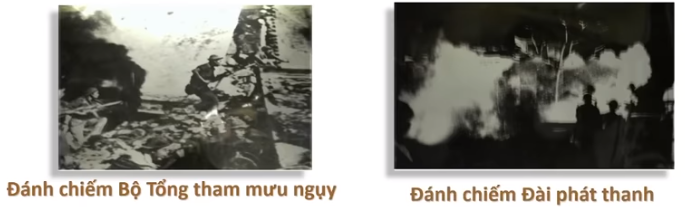 Đánh chiếm Bộ Tổng tham mưu ngụy
Đánh chiếm Đài phát thanh